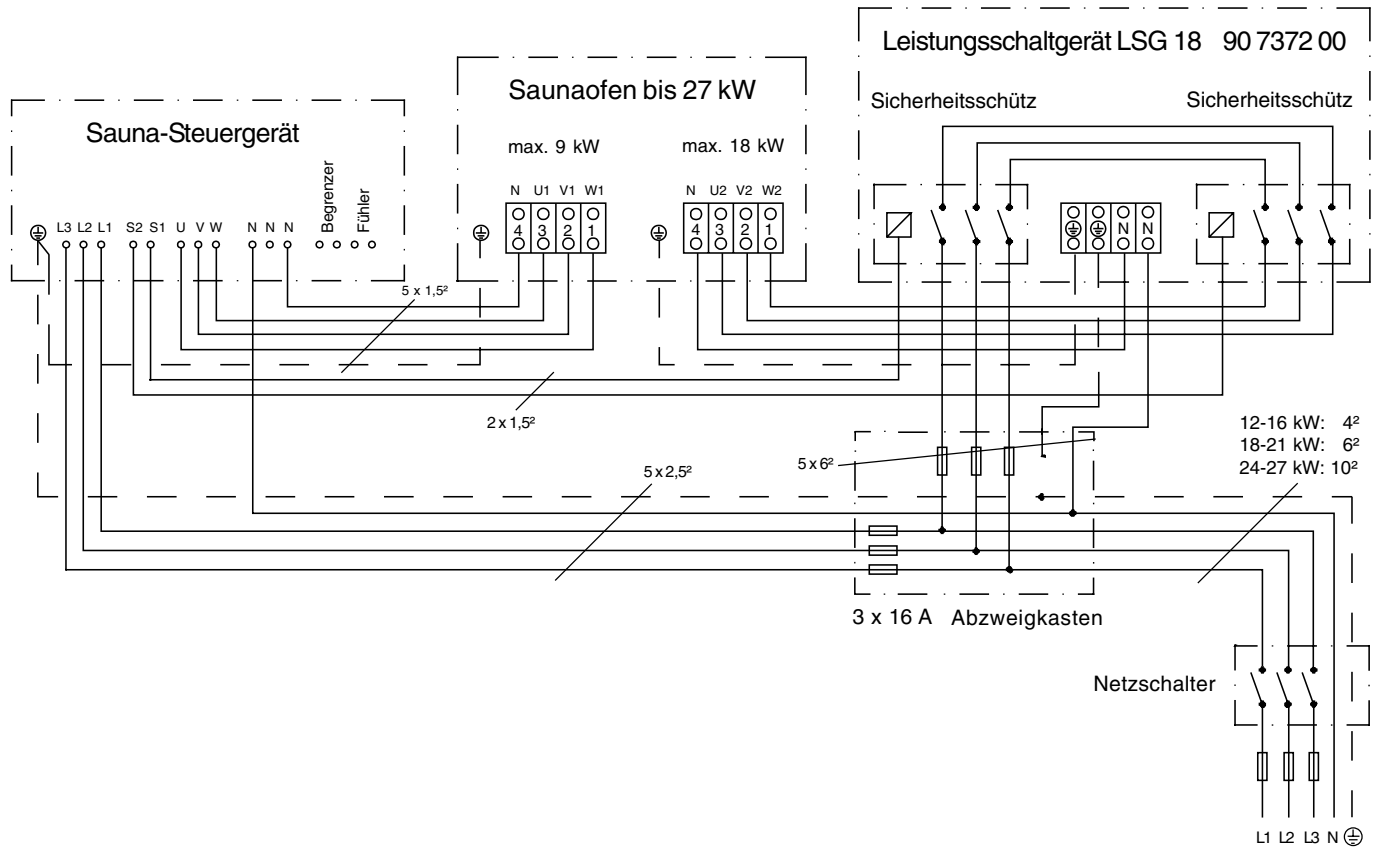 Leistungsschaltgerät LSG 18 90 7372 00
Sicherheitsschütz Sicherheitsschütz
Saunaofen bis 27 kW
max. 9 kW max. 18 kW
Sauna-Steuergerät
Begrenzer
Fühler
N U1 V1 W1
4 3 2 1
N U2 V2 W2
4 3 2 1
N N
L3 L2 L1 S2 S1 U V W N N N
5 x 1,5²
2 x 1,5²
5 x 2,5²
5 x 6²
12-16 kW: 4²
18-21 kW: 6²
24-27 kW: 10²
3 x 16 A Abzweigkasten
Netzschalter
L1 L2 L3 N